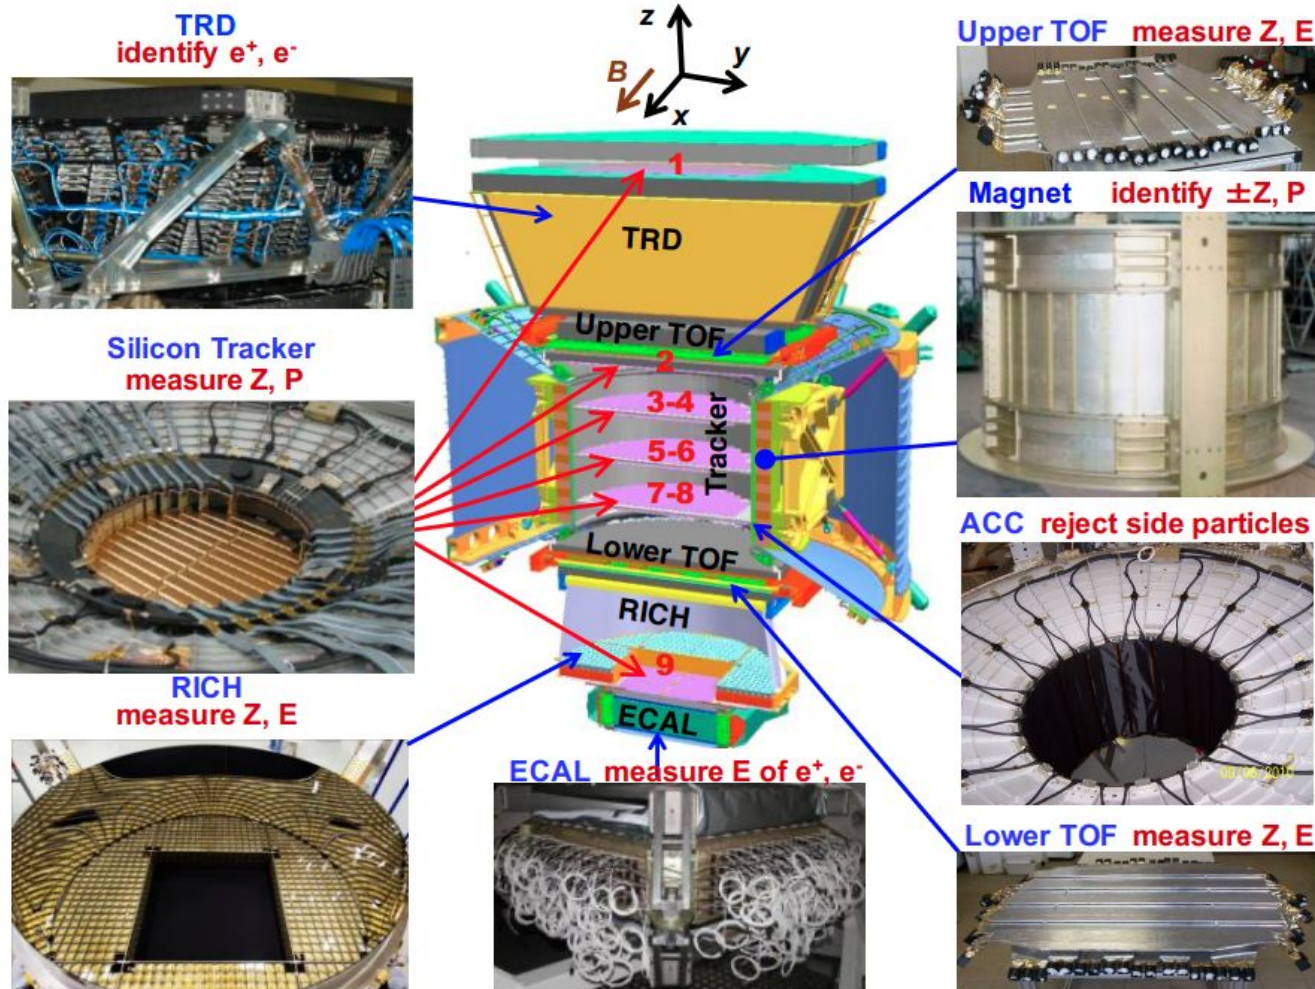 TRD
identify e⁺, e⁻
Silicon Tracker
measure Z, P
RICH
measure Z, E
z
y
x
B
1
TRD
Upper TOF
2
3-4
5-6
7-8
Tracker
Lower TOF
RICH
9
ECAL
ECAL measure E of e⁺, e⁻
Upper TOF measure Z, E
Magnet identify ±Z, P
ACC reject side particles
Lower TOF measure Z, E